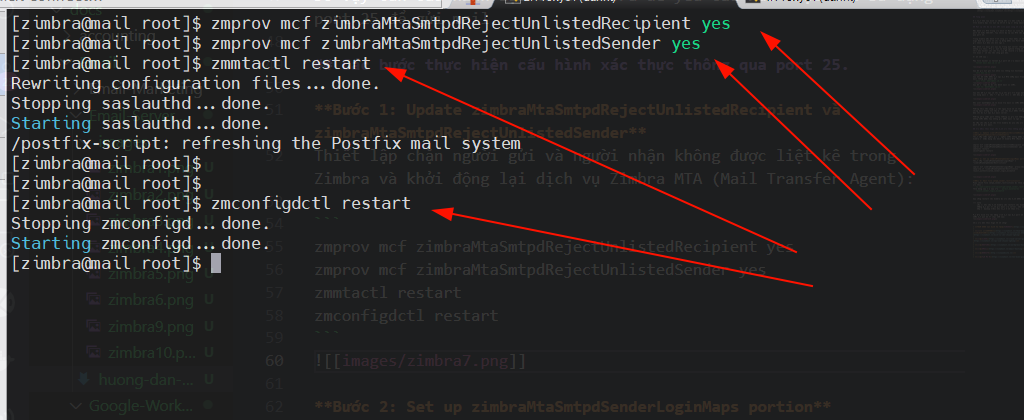 [zimbra@mail root]$ zmprov mcf zimbraMtaSmtpdRejectUnlistedRecipient yes
[zimbra@mail root]$ zmprov mcf zimbraMtaSmtpdRejectUnlistedSender yes
[zimbra@mail root]$ zmmtactl restart
Rewriting configuration files...done.
Stopping saslauthd...done.
Starting saslauthd...done.
/postfix-script: refreshing the Postfix mail system
[zimbra@mail root]$
[zimbra@mail root]$
[zimbra@mail root]$ zmconfigdctl restart
Stopping zmconfigd...done.
Starting zmconfigd...done.
[zimbra@mail root]$
bước thực hiện cấu hình xác thực thông qua port 25.
**Bước 1: Update zimbraMtaSmtpdRejectUnlistedRecipient và
zimbraMtaSmtpdRejectUnlistedSender**
Thiết lập chặn người gửi và người nhận không được liệt kê trong
Zimbra và khởi động lại dịch vụ Zimbra MTA (Mail Transfer Agent):
```
55 zmprov mcf zimbraMtaSmtpdRejectUnlistedRecipient yes
56 zmprov mcf zimbraMtaSmtpdRejectUnlistedSender yes
57 zmmtactl restart
58 zmconfigdctl restart
59 ```
60 ![[images/zimbra7.png]]
61
62 **Bước 2: Set up zimbraMtaSmtpdSenderLoginMaps portion**
zimbra5.png U
zimbra6.png U
zimbra9.png U
zimbra10.p... U
huong-dan-... U
Google-Work...